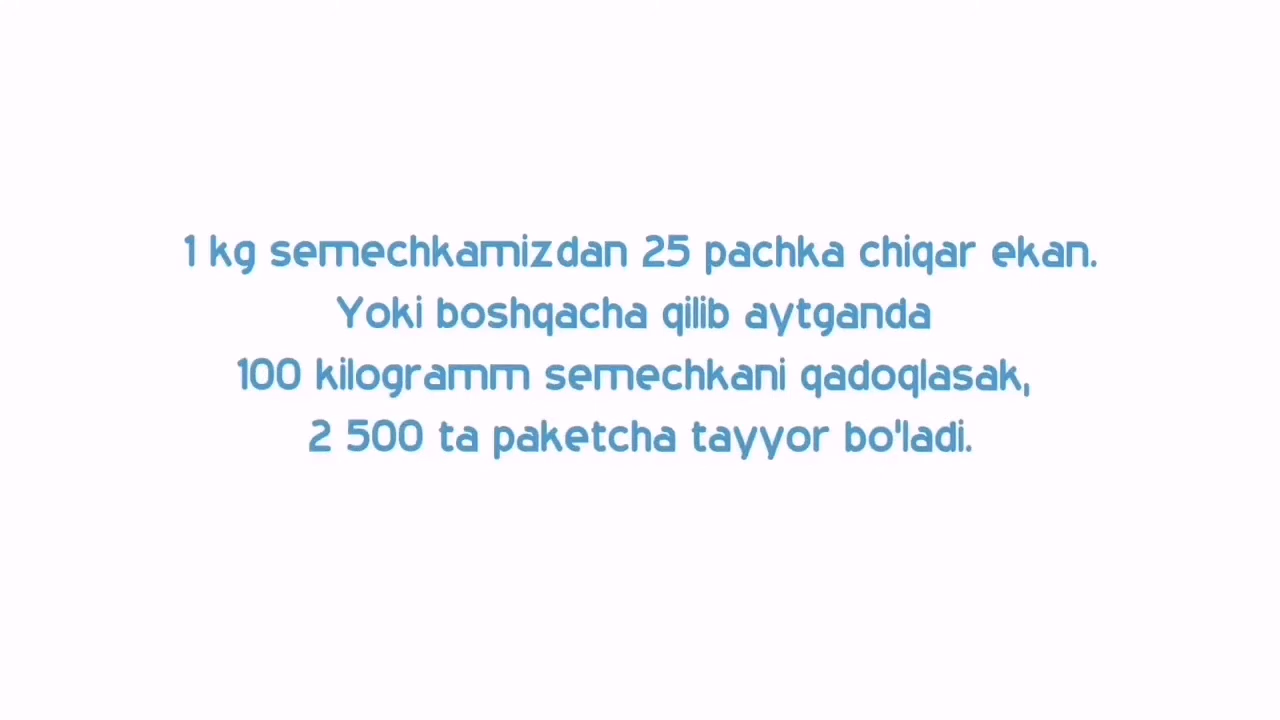 1 kg semechkamizdan 25 pachka chiqar ekan.
Yoki boshqacha qilib aytganda
100 kilogramm semechkani qadoqlasak,
2 500 ta paketcha tayyor bo'ladi.